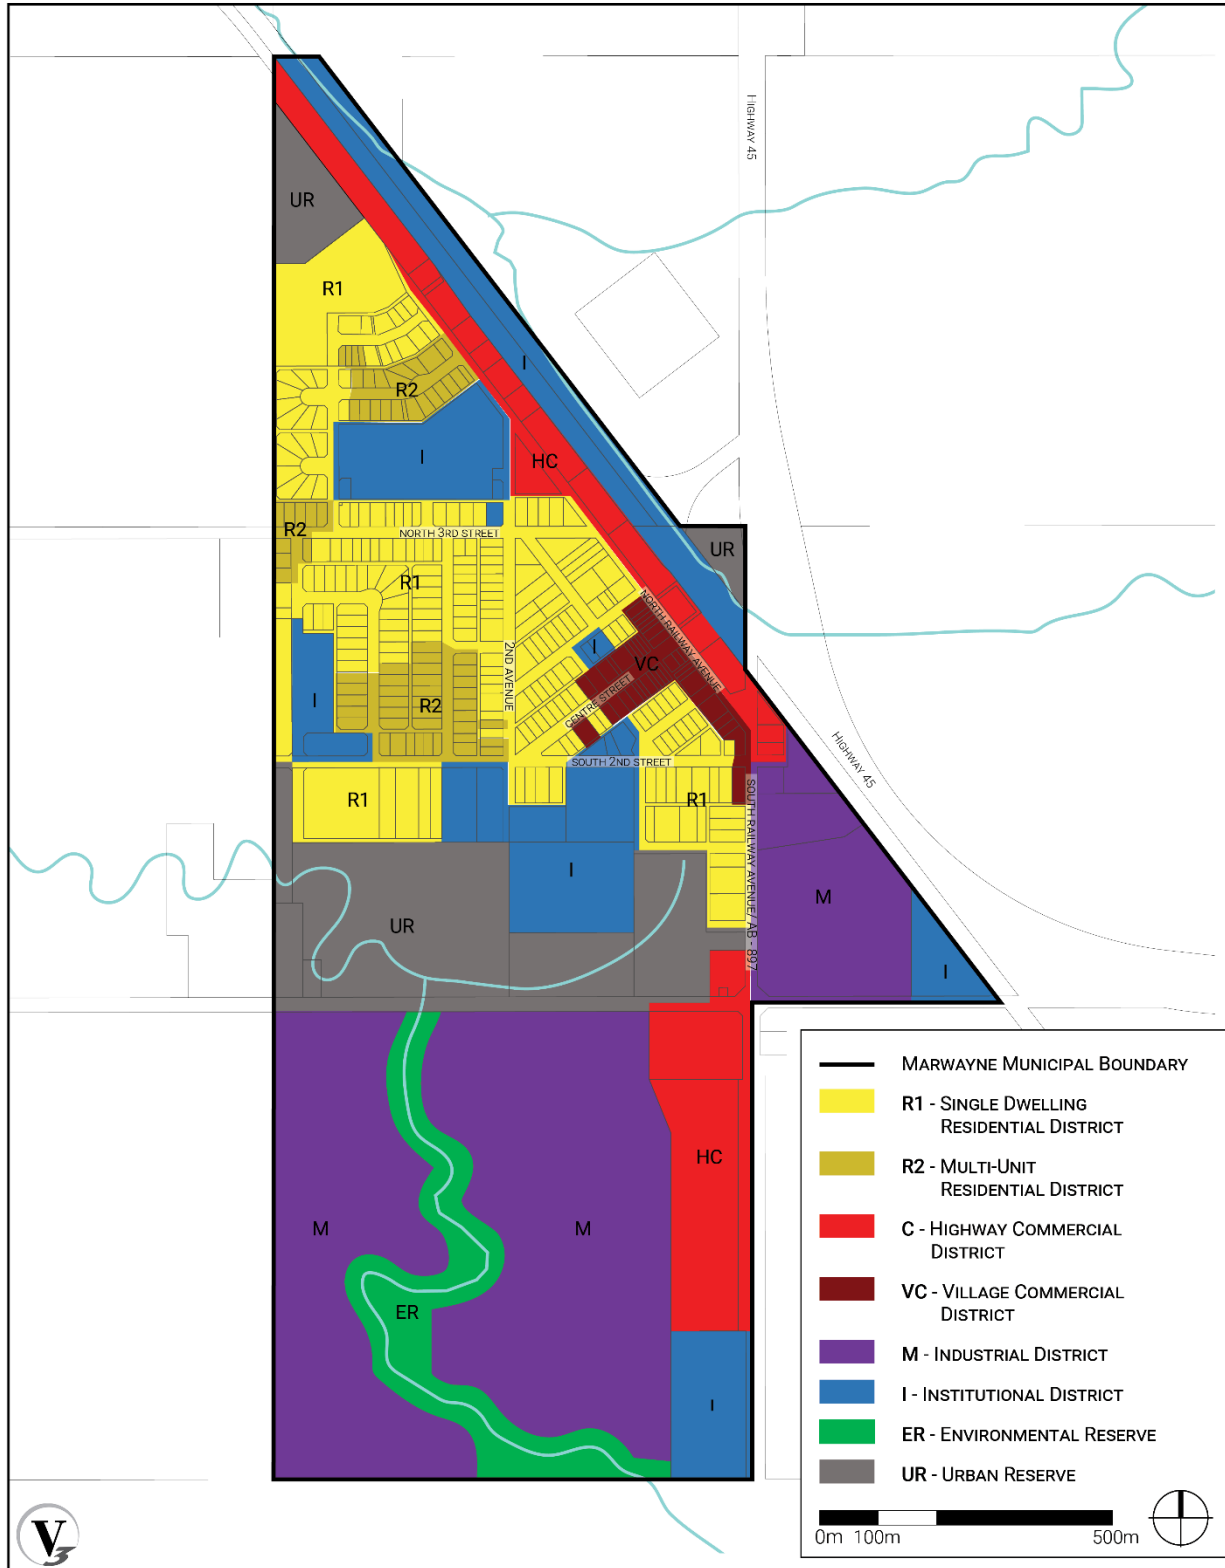 HIGHWAY 45
UR
R1
I
R2
I
HC
R2
NORTH 3RD STREET
UR
R1
NORTH RAILWAY AVENUE
I
VC
2ND AVENUE
CENTRE STREET
I
R2
HIGHWAY 45
SOUTH 2ND STREET
R1
R1
SOUTH RAILWAY AVENUE/ AB - 897
I
M
UR
I
HC
M
M
ER
I
MARWAYNE MUNICIPAL BOUNDARY
R1 - SINGLE DWELLING
RESIDENTIAL DISTRICT
R2 - MULTI-UNIT
RESIDENTIAL DISTRICT
C - HIGHWAY COMMERCIAL
DISTRICT
VC - VILLAGE COMMERCIAL
DISTRICT
M - INDUSTRIAL DISTRICT
I - INSTITUTIONAL DISTRICT
ER - ENVIRONMENTAL RESERVE
UR - URBAN RESERVE
0m 100m 500m
V3